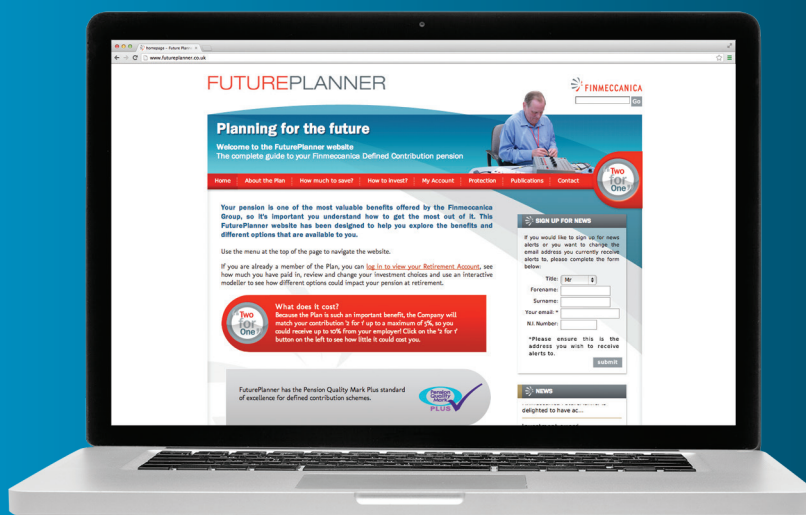 homepage - Future Planner
www.futureplanner.co.uk
FUTUREPLANNER
FINMECCANICA
Go
Planning for the future
Welcome to the FuturePlanner website
The complete guide to your Finmeccanica Defined Contribution pension
Home
About the Plan
How much to save?
How to invest?
My Account
Protection
Publications
Contact
Two
for
One
Your pension is one of the most valuable benefits offered by the Finmeccanica
Group, so it's important you understand how to get the most out of it. This
FuturePlanner website has been designed to help you explore the benefits and
different options that are available to you.
Use the menu at the top of the page to navigate the website.
If you are already a member of the Plan, you can log in to view your Retirement Account, see
how much you have paid in, review and change your investment choices and use an interactive
modeller to see how different options could impact your pension at retirement.
Two
for
One
What does it cost?
Because the Plan is such an important benefit, the Company will
match your contribution '2 for 1' up to a maximum of 5%, so you
could receive up to 10% from your employer! Click on the '2 for 1'
button on the left to see how little it could cost you.
FuturePlanner has the Pension Quality Mark Plus standard
of excellence for defined contribution schemes.
Pension
Quality
Mark
PLUS
SIGN UP FOR NEWS
If you would like to sign up for news
alerts or you want to change the
email address you currently receive
alerts to, please complete the form
below:
Title: Mr
Forename:
Surname:
Your email: *
N.I. Number:
*Please ensure this is the
address you wish to receive
alerts to.
submit
NEWS
delighted to have ac...